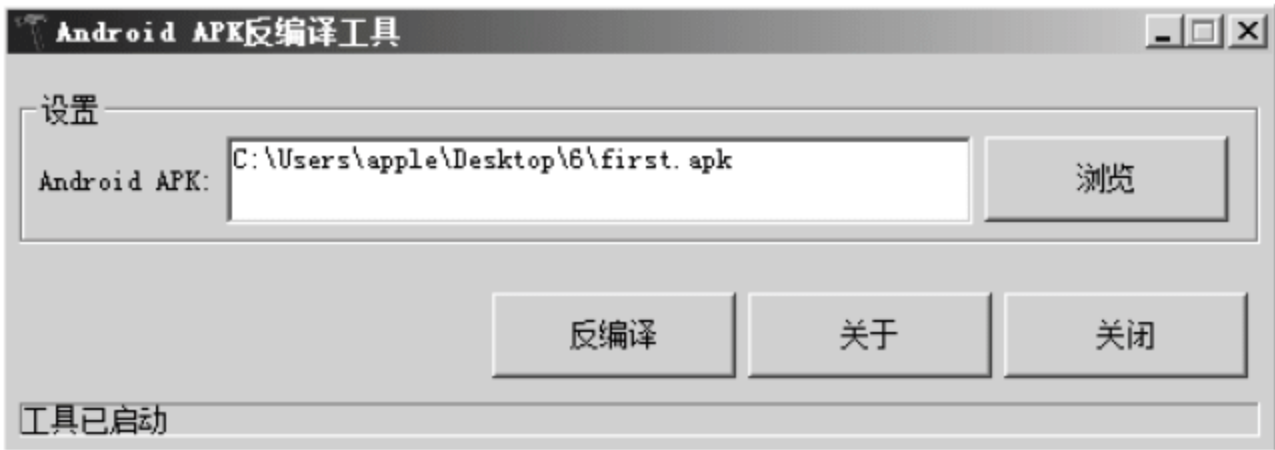 Android APK反编译工具
设置
Android APK:
C:\Users\apple\Desktop\6\first.apk
浏览
反编译
关于
关闭
工具已启动